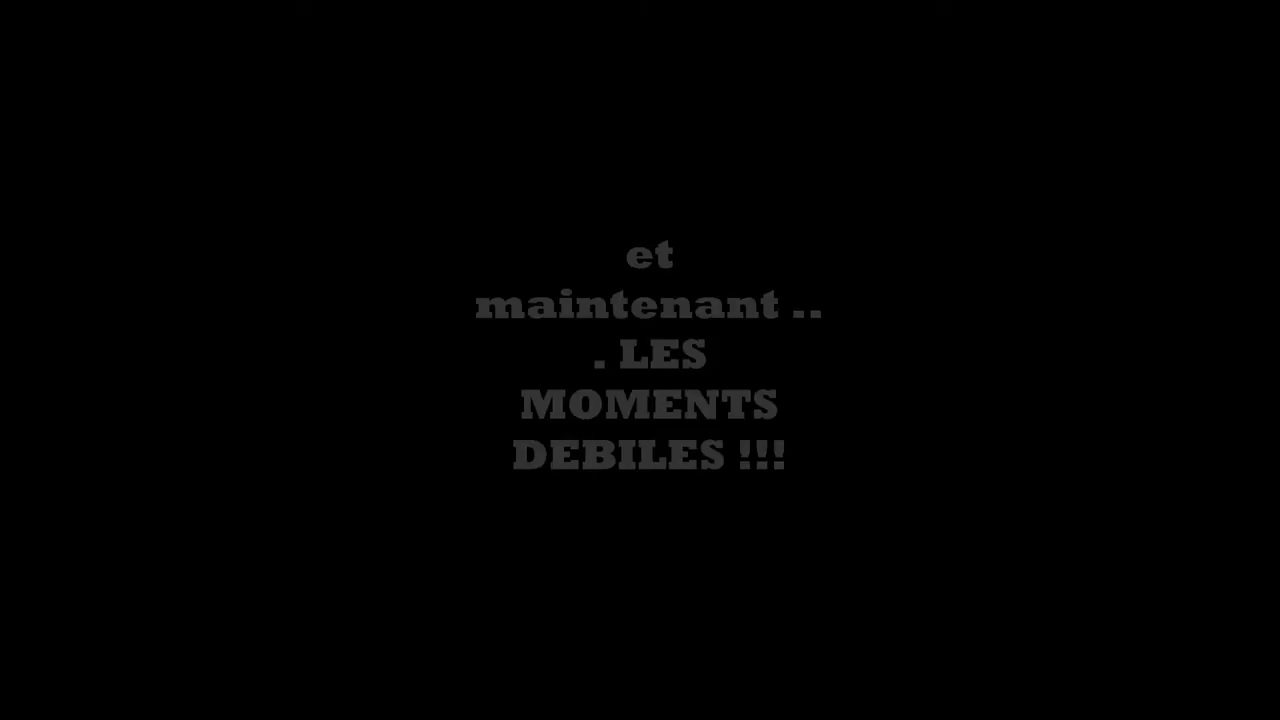 et
maintenant ..
. LES
MOMENTS
DEBILES !!!